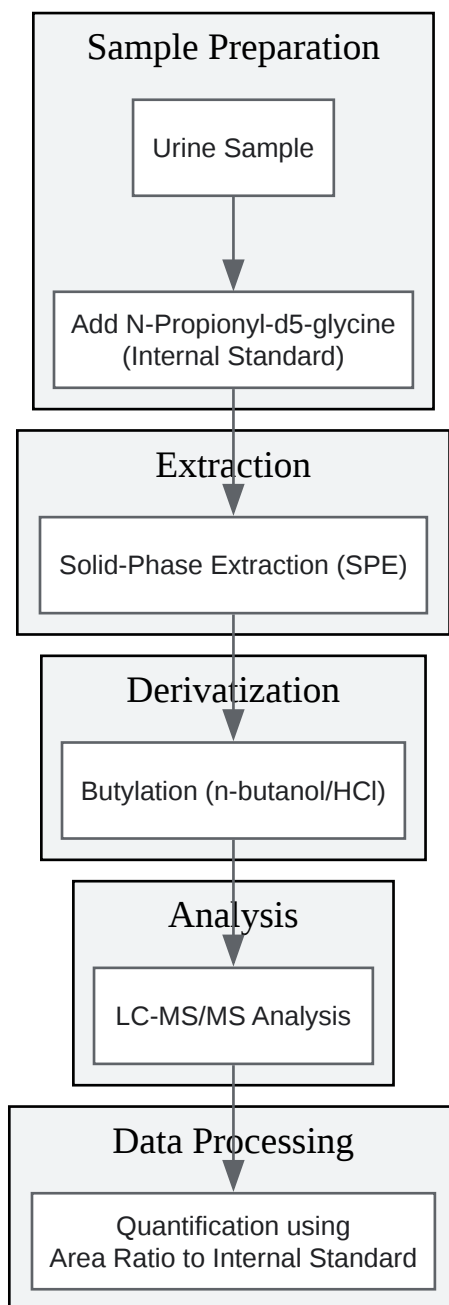 Sample Preparation
Urine Sample
Add N-Propionyl-d5-glycine
(Internal Standard)
Extraction
Solid-Phase Extraction (SPE)
Derivatization
Butylation (n-butanol/HCl)
Analysis
LC-MS/MS Analysis
Data Processing
Quantification using
Area Ratio to Internal Standard